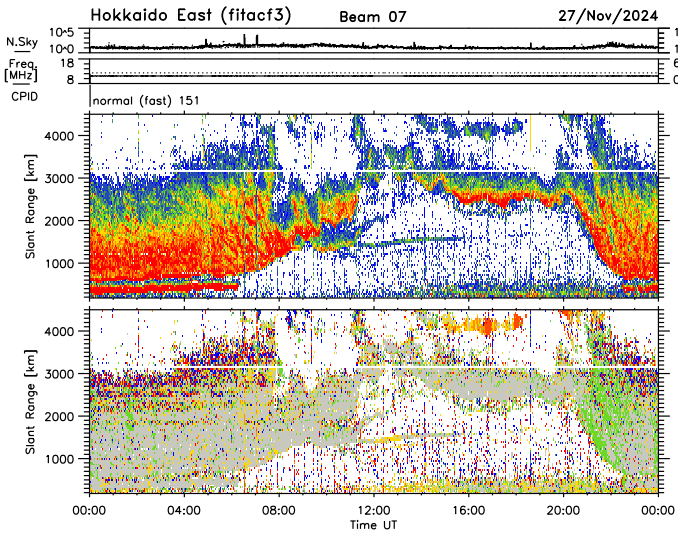 Hokkaido East (fitacf3) Beam 07 27/Nov/2024
N.Sky 10^5 10^0
Freq. [MHz] 18 8
CPID normal (fast) 151
Slant Range [km] 4000 3000 2000 1000
Slant Range [km] 4000 3000 2000 1000
00:00 04:00 08:00 12:00 16:00 20:00 00:00
Time UT